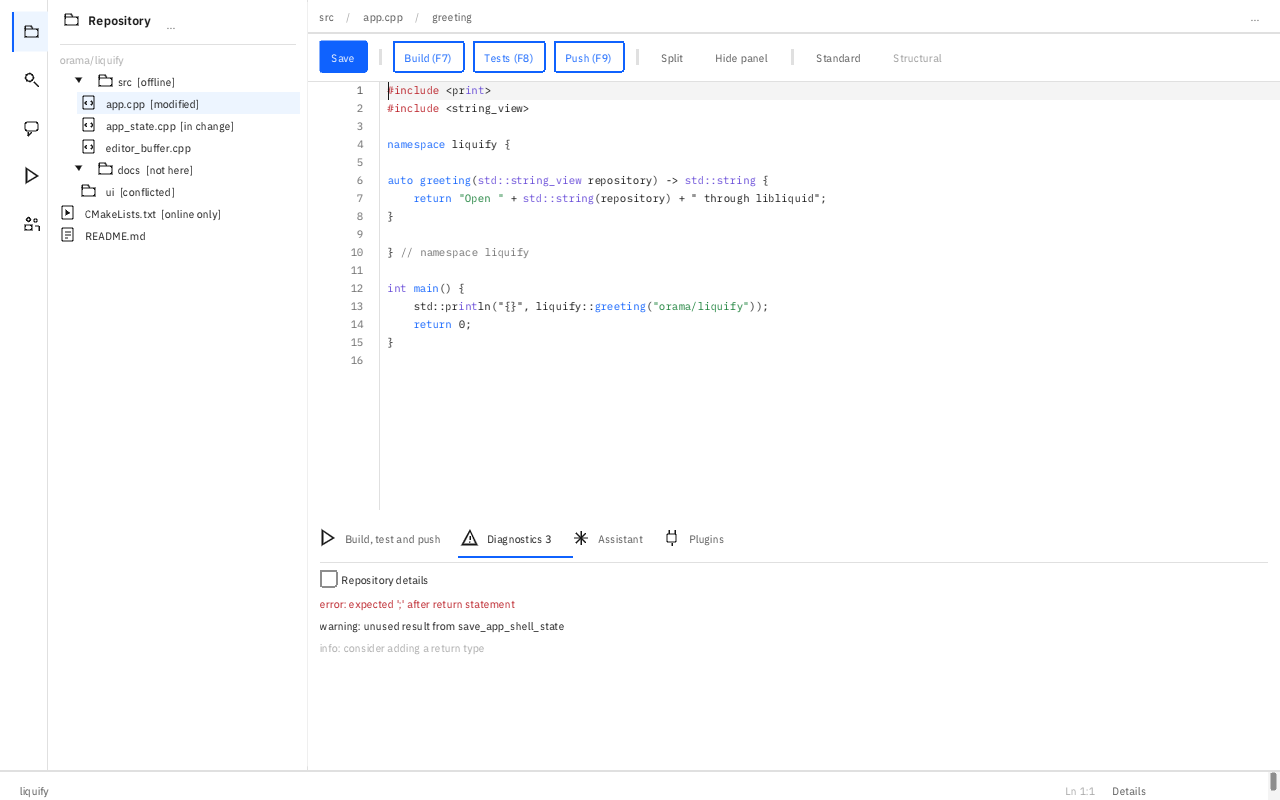 Repository ...
orama/liquify
src [offline]
app.cpp [modified]
app_state.cpp [in change]
editor_buffer.cpp
docs [not here]
ui [conflicted]
CMakeLists.txt [online only]
README.md
src / app.cpp / greeting ...
Save Build (F7) Tests (F8) Push (F9) Split Hide panel Standard Structural
1 #include <print>
2 #include <string_view>
3
4 namespace liquify {
5
6 auto greeting(std::string_view repository) -> std::string {
7     return "Open " + std::string(repository) + " through libliquid";
8 }
9
10 } // namespace liquify
11
12 int main() {
13     std::println("{}", liquify::greeting("orama/liquify"));
14     return 0;
15 }
16
Build, test and push Diagnostics 3 Assistant Plugins
Repository details
error: expected ';' after return statement
warning: unused result from save_app_shell_state
info: consider adding a return type
liquify Ln 1:1 Details